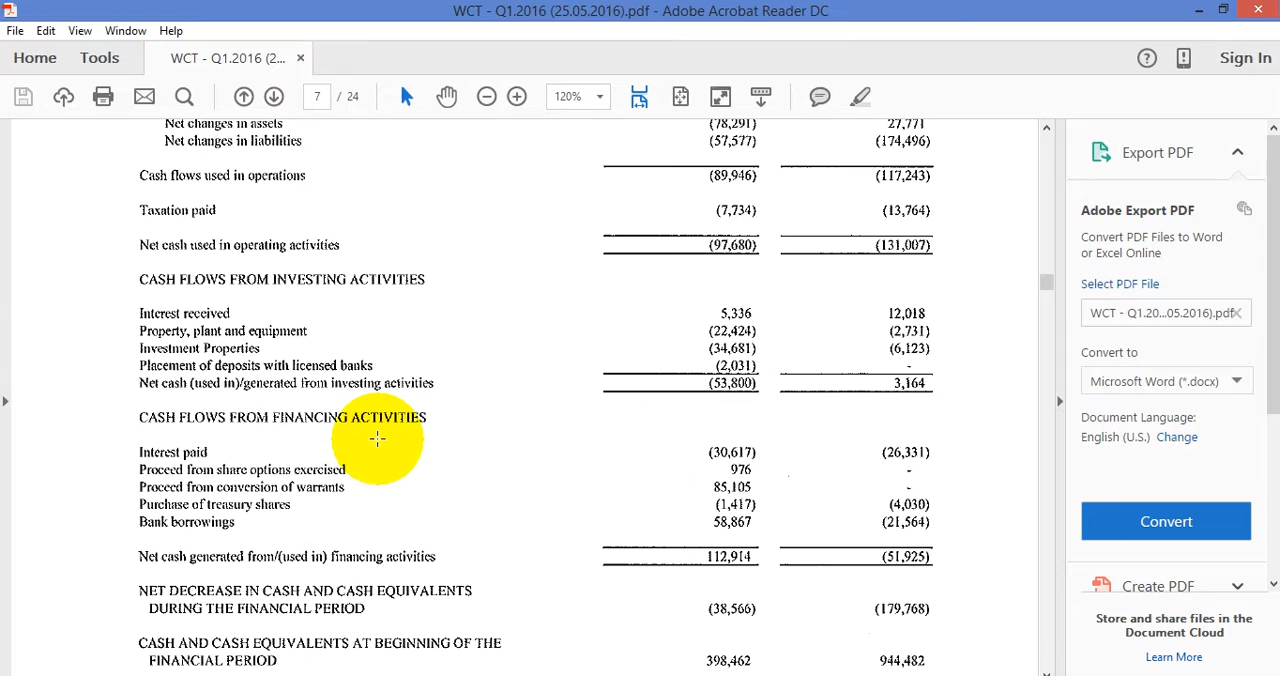 WCT - Q1.2016 (25.05.2016).pdf - Adobe Acrobat Reader DC
File Edit View Window Help
Home Tools WCT - Q1.2016 (2... × Sign In
7 / 24 120%
Net changes in assets (78,291) 27,771
Net changes in liabilities (57,577) (174,496)
Cash flows used in operations (89,946) (117,243)
Taxation paid (7,734) (13,764)
Net cash used in operating activities (97,680) (131,007)
CASH FLOWS FROM INVESTING ACTIVITIES
Interest received 5,336 12,018
Property, plant and equipment (22,424) (2,731)
Investment Properties (34,681) (6,123)
Placement of deposits with licensed banks (2,031) -
Net cash (used in)/generated from investing activities (53,800) 3,164
CASH FLOWS FROM FINANCING ACTIVITIES
Interest paid (30,617) (26,331)
Proceed from share options exercised 976 -
Proceed from conversion of warrants 85,105 -
Purchase of treasury shares (1,417) (4,030)
Bank borrowings 58,867 (21,564)
Net cash generated from/(used in) financing activities 112,914 (51,925)
NET DECREASE IN CASH AND CASH EQUIVALENTS
DURING THE FINANCIAL PERIOD (38,566) (179,768)
CASH AND CASH EQUIVALENTS AT BEGINNING OF THE
FINANCIAL PERIOD 398,462 944,482
Export PDF
Adobe Export PDF
Convert PDF Files to Word
or Excel Online
Select PDF File
WCT - Q1.20...05.2016).pdf ×
Convert to
Microsoft Word (*.docx)
Document Language:
English (U.S.) Change
Convert
Create PDF
Store and share files in the
Document Cloud
Learn More